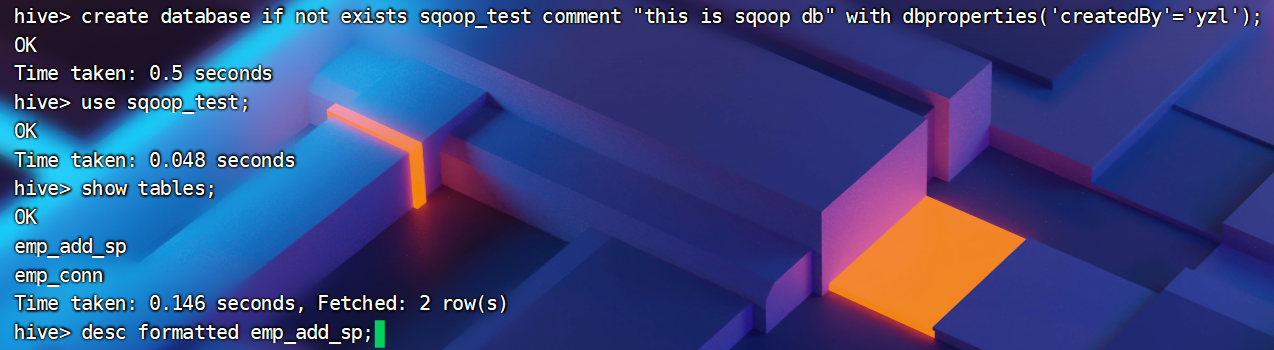 hive> create database if not exists sqoop_test comment "this is sqoop db" with dbproperties('createdBy'='yzl');
OK
Time taken: 0.5 seconds
hive> use sqoop_test;
OK
Time taken: 0.048 seconds
hive> show tables;
OK
emp_add_sp
emp_conn
Time taken: 0.146 seconds, Fetched: 2 row(s)
hive> desc formatted emp_add_sp;